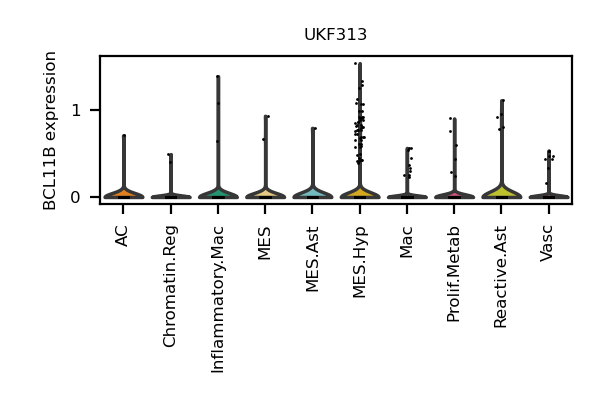 UKF313
BCL11B expression
1
0
AC
Chromatin.Reg
Inflammatory.Mac
MES
MES.Ast
MES.Hyp
Mac
Prolif.Metab
Reactive.Ast
Vasc